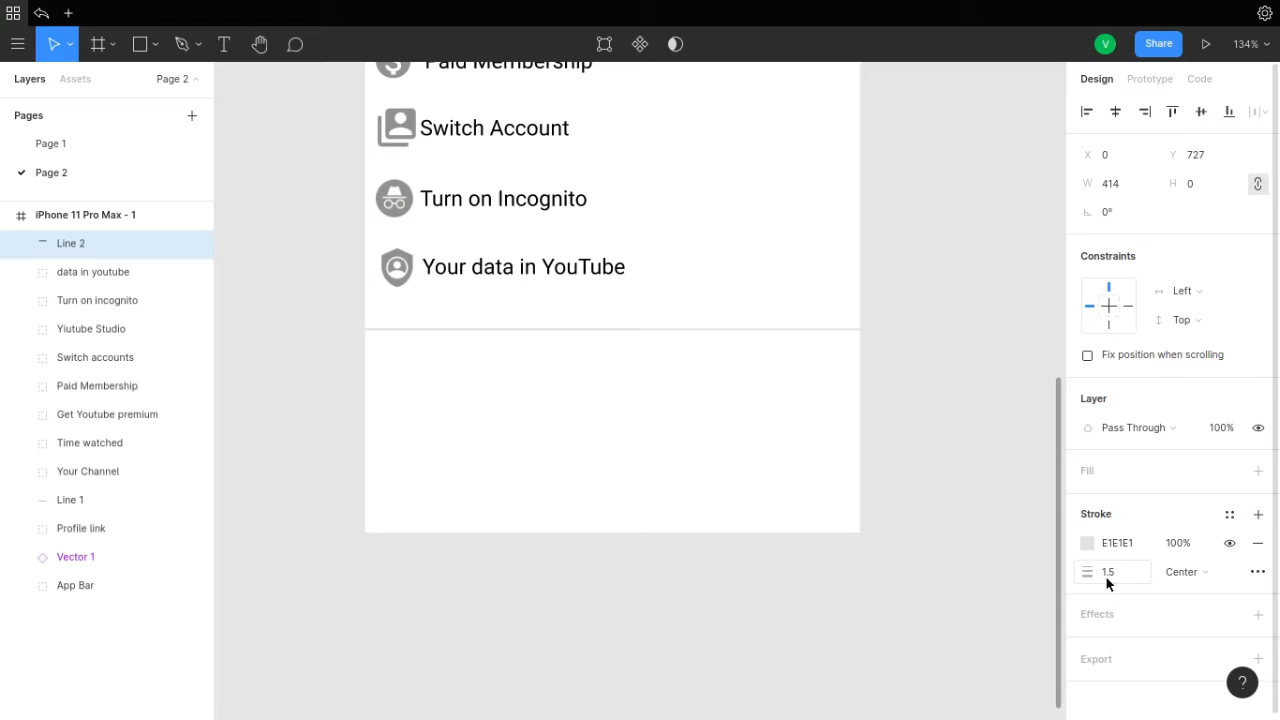 V
Share
134%
Layers
Assets
Page 2
Design
Prototype
Code
Pages
Page 1
Page 2
iPhone 11 Pro Max - 1
Line 2
data in youtube
Turn on incognito
Yiutube Studio
Switch accounts
Paid Membership
Get Youtube premium
Time watched
Your Channel
Line 1
Profile link
Vector 1
App Bar
$
Paid Membership
Switch Account
Turn on Incognito
Your data in YouTube
X 0
Y 727
W 414
H 0
0°
Constraints
Left
Top
Fix position when scrolling
Layer
Pass Through
100%
Fill
Stroke
E1E1E1
100%
1.5
Center
Effects
Export
?